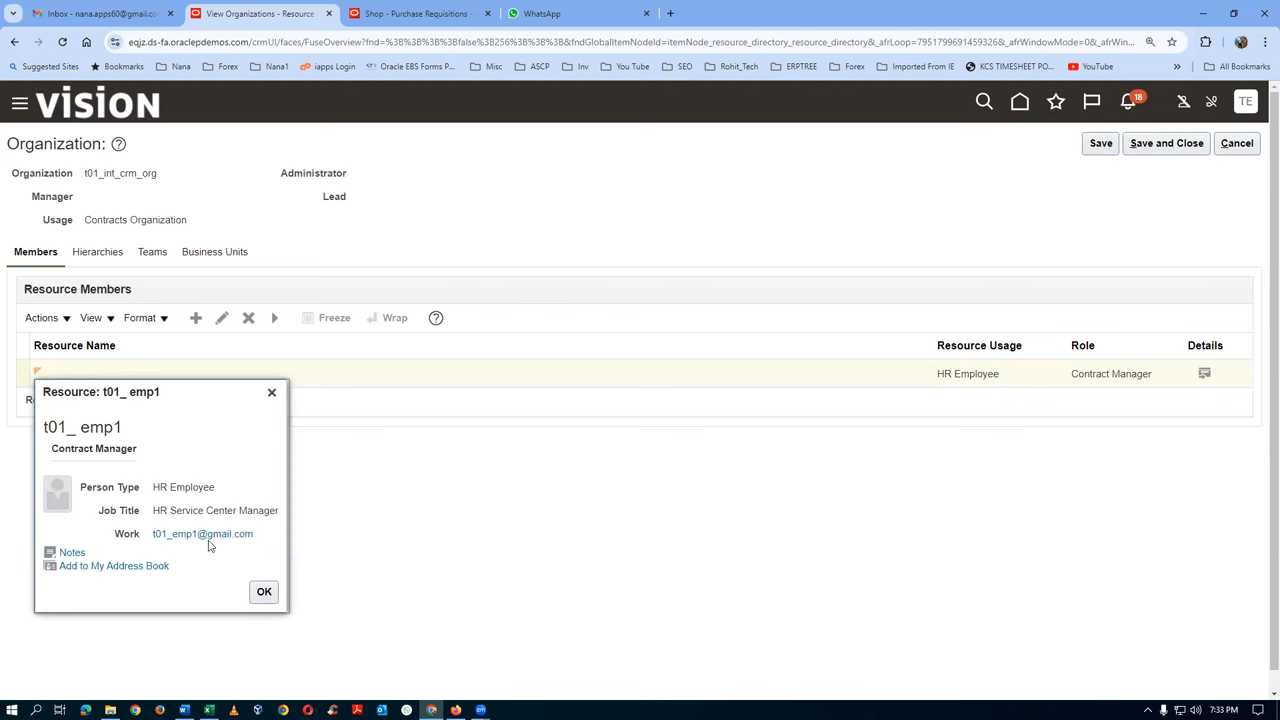 Inbox - nana.apps60@gmail.co
View Organizations - Resource
Shop - Purchase Requisitions -
WhatsApp
eqjz.ds-fa.oraclepdemos.com/crmUI/faces/FuseOverview?fnd=%3B%3B%3B%3Bfalse%3B256%3B%3B%3B&fndGlobalItemNodeId=itemNode_resource_directory_resource_directory&_afrLoop=7951799691459326&_afrWindowMode=0&_afrWi...
Suggested Sites
Bookmarks
Nana
Forex
Nana1
iapps Login
Oracle EBS Forms P...
Misc
ASCP
Inv
You Tube
SEO
Rohit_Tech
ERPTREE
Forex
Imported From IE
KCS TIMESHEET PO...
YouTube
»
All Bookmarks
VISION
18
TE
Organization:
Save
Save and Close
Cancel
Organization t01_int_crm_org
Administrator
Manager
Lead
Usage Contracts Organization
Members Hierarchies Teams Business Units
Resource Members
Actions View Format Freeze Wrap
Resource Name Resource Usage Role Details
HR Employee Contract Manager
Resource: t01_ emp1
t01_ emp1
Contract Manager
Person Type HR Employee
Job Title HR Service Center Manager
Work t01_emp1@gmail.com
Notes
Add to My Address Book
OK
7:33 PM